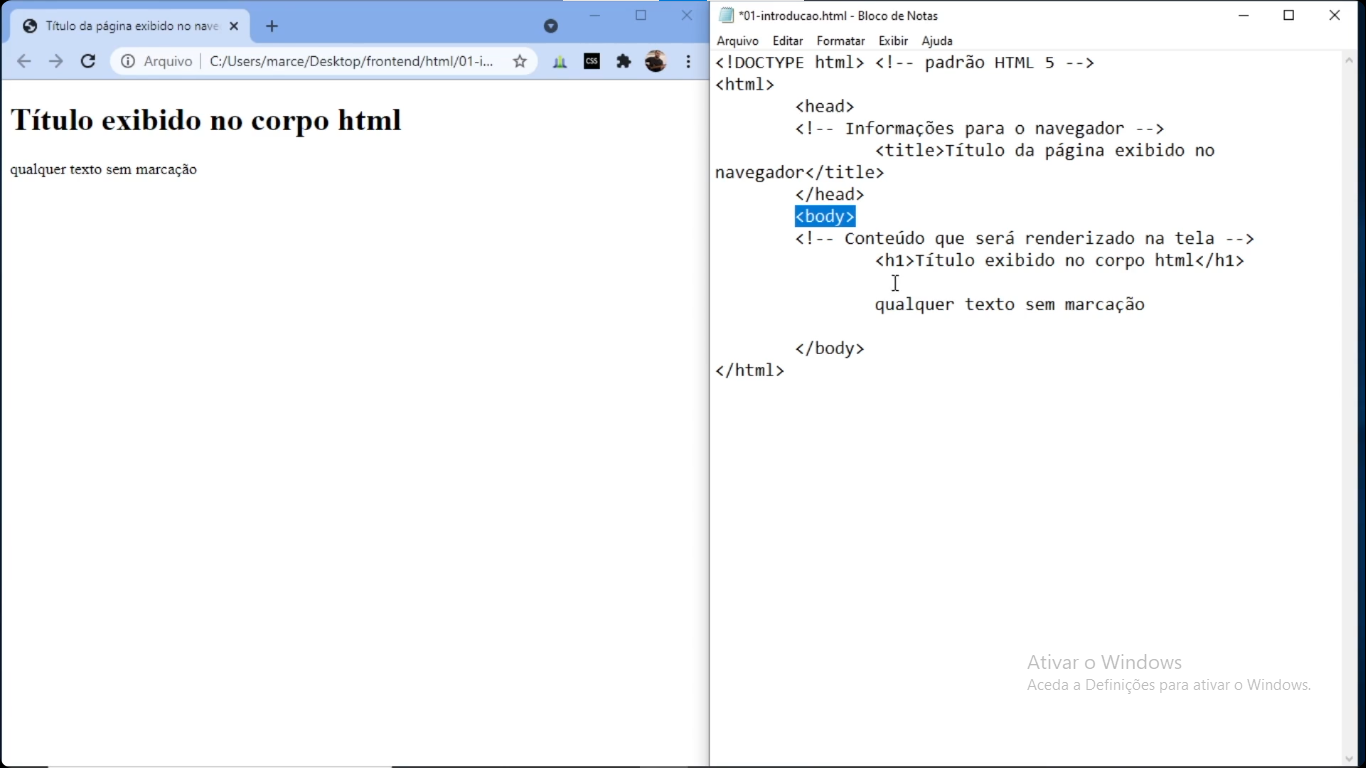 Título da página exibido no nave
Arquivo
C:/Users/marce/Desktop/frontend/html/01-i...
CSS
Título exibido no corpo html
qualquer texto sem marcação
*01-introducao.html - Bloco de Notas
Arquivo Editar Formatar Exibir Ajuda
<!DOCTYPE html> <!-- padrão HTML 5 -->
<html>
<head>
<!-- Informações para o navegador -->
<title>Título da página exibido no
navegador</title>
</head>
<body>
<!-- Conteúdo que será renderizado na tela -->
<h1>Título exibido no corpo html</h1>
qualquer texto sem marcação
</body>
</html>
Ativar o Windows
Aceda a Definições para ativar o Windows.